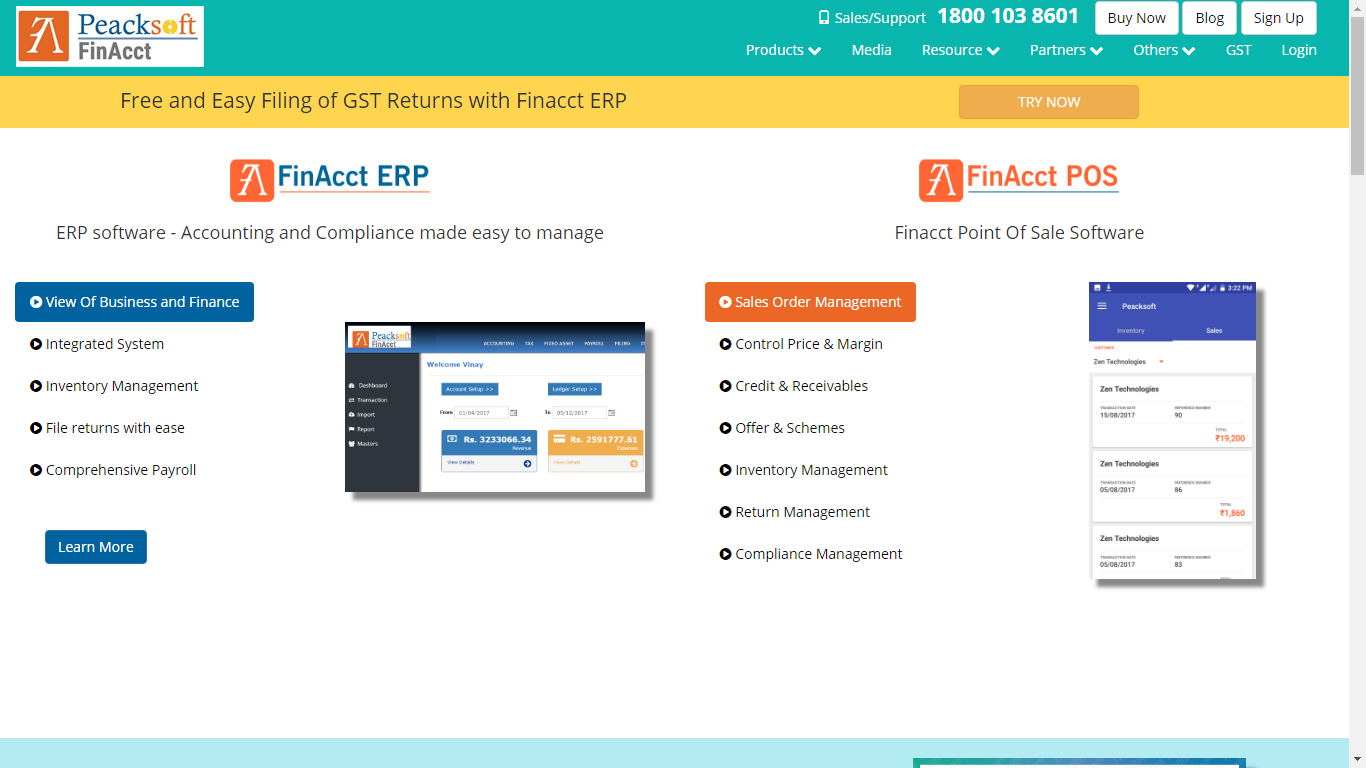 Peacksoft
FinAcct
Sales/Support 1800 103 8601
Buy Now
Blog
Sign Up
Products
Media
Resource
Partners
Others
GST
Login
Free and Easy Filing of GST Returns with Finacct ERP
TRY NOW
FinAcct ERP
ERP software - Accounting and Compliance made easy to manage
View Of Business and Finance
Integrated System
Inventory Management
File returns with ease
Comprehensive Payroll
Learn More
Peacksoft
FinAcct
ACCOUNTING TAX FIXED ASSET PAYROLL FILING
Welcome Vinay
Dashboard
Transaction
Import
Report
Masters
Account Setup >>
Ledger Setup >>
From 01/04/2017
To 05/12/2017
Rs. 3233066.34
Revenue
View Details
Rs. 2591777.61
Expenses
View Details
FinAcct POS
Finacct Point Of Sale Software
Sales Order Management
Control Price & Margin
Credit & Receivables
Offer & Schemes
Inventory Management
Return Management
Compliance Management
3:22 PM
Peacksoft
Inventory
Sales
CUSTOMER
Zen Technologies
Zen Technologies
TRANSACTION DATE REFERENCE NUMBER
15/08/2017 90
TOTAL
₹19,200
Zen Technologies
TRANSACTION DATE REFERENCE NUMBER
05/08/2017 86
TOTAL
₹1,860
Zen Technologies
TRANSACTION DATE REFERENCE NUMBER
05/08/2017 83